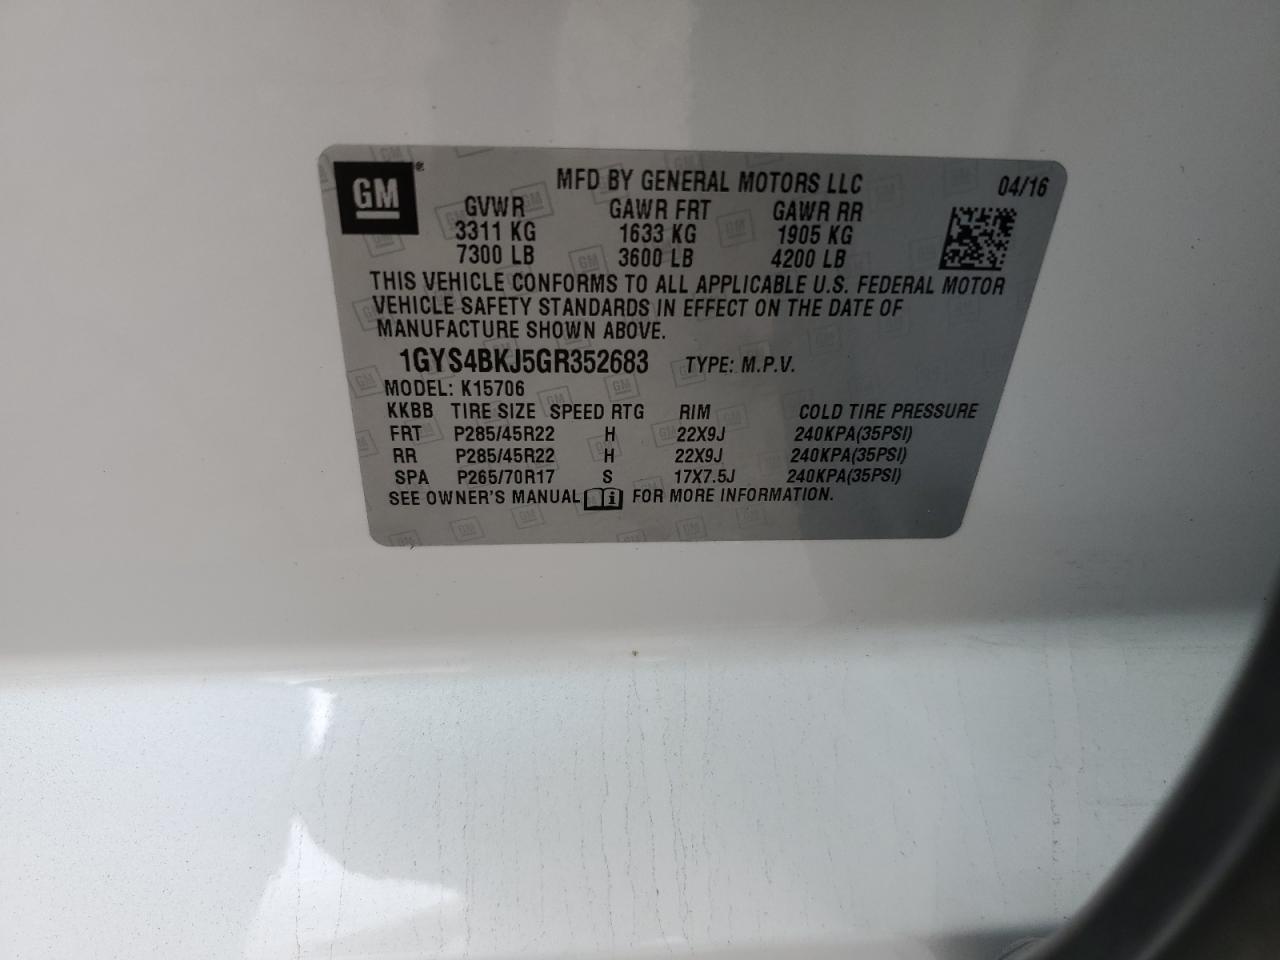 GM
MFD BY GENERAL MOTORS LLC 04/16
GVWR GAWR FRT GAWR RR
3311 KG 1633 KG 1905 KG
7300 LB 3600 LB 4200 LB
THIS VEHICLE CONFORMS TO ALL APPLICABLE U.S. FEDERAL MOTOR
VEHICLE SAFETY STANDARDS IN EFFECT ON THE DATE OF
MANUFACTURE SHOWN ABOVE.
1GYS4BKJ5GR352683 TYPE: M.P.V.
MODEL: K15706
KKBB TIRE SIZE SPEED RTG RIM COLD TIRE PRESSURE
FRT P285/45R22 H 22X9J 240KPA(35PSI)
RR P285/45R22 H 22X9J 240KPA(35PSI)
SPA P265/70R17 S 17X7.5J 240KPA(35PSI)
SEE OWNER'S MANUAL i FOR MORE INFORMATION.